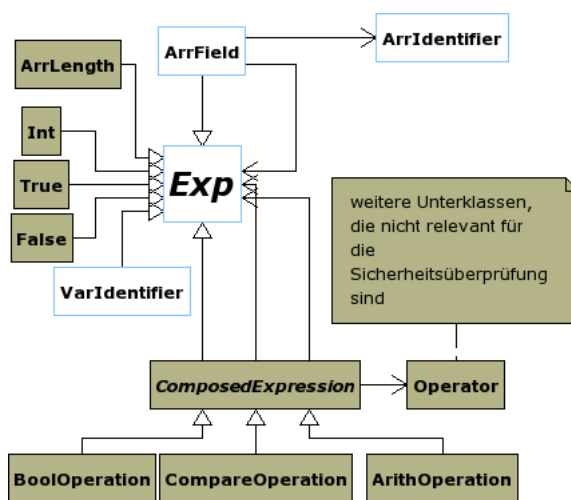 ArrField
ArrIdentifier
ArrLength
Int
True
False
Exp
VarIdentifier
weitere Unterklassen,
die nicht relevant für
die
Sicherheitsüberprüfung
sind
ComposedExpression
Operator
BoolOperation
CompareOperation
ArithOperation